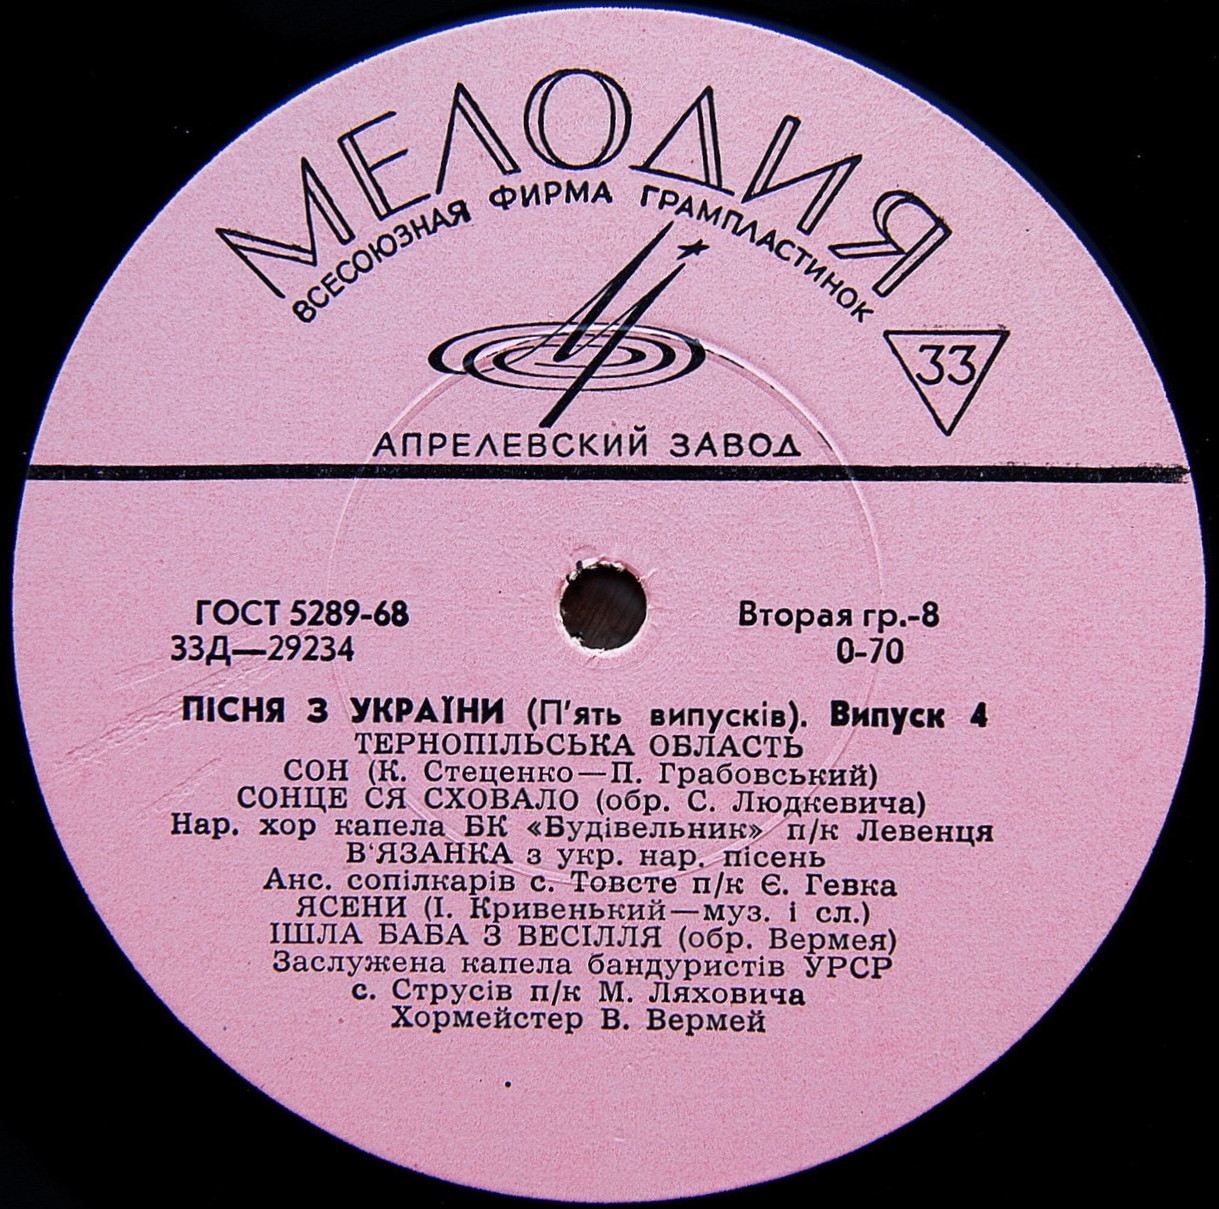 МЕЛОДИЯ
ВСЕСОЮЗНАЯ ФИРМА ГРАМПЛАСТИНОК
33
АПРЕЛЕВСКИЙ ЗАВОД
ГОСТ 5289-68
Вторая гр.-8
33Д—29234
0-70
ПІСНЯ З УКРАЇНИ (П'ять випусків). Випуск 4
ТЕРНОПІЛЬСЬКА ОБЛАСТЬ
СОН (К. Стеценко—П. Грабовський)
СОНЦЕ СЯ СХОВАЛО (обр. С. Людкевича)
Нар. хор капела БК «Будівельник» п/к Левенця
В‘ЯЗАНКА з укр. нар. пісень
Анс. сопілкарів с. Товсте п/к Є. Гевка
ЯСЕНИ (І. Кривенький—муз. і сл.)
ІШЛА БАБА З ВЕСІЛЛЯ (обр. Вермея)
Заслужена капела бандуристів УРСР
с. Струсів п/к М. Ляховича
Хормейстер В. Вермей